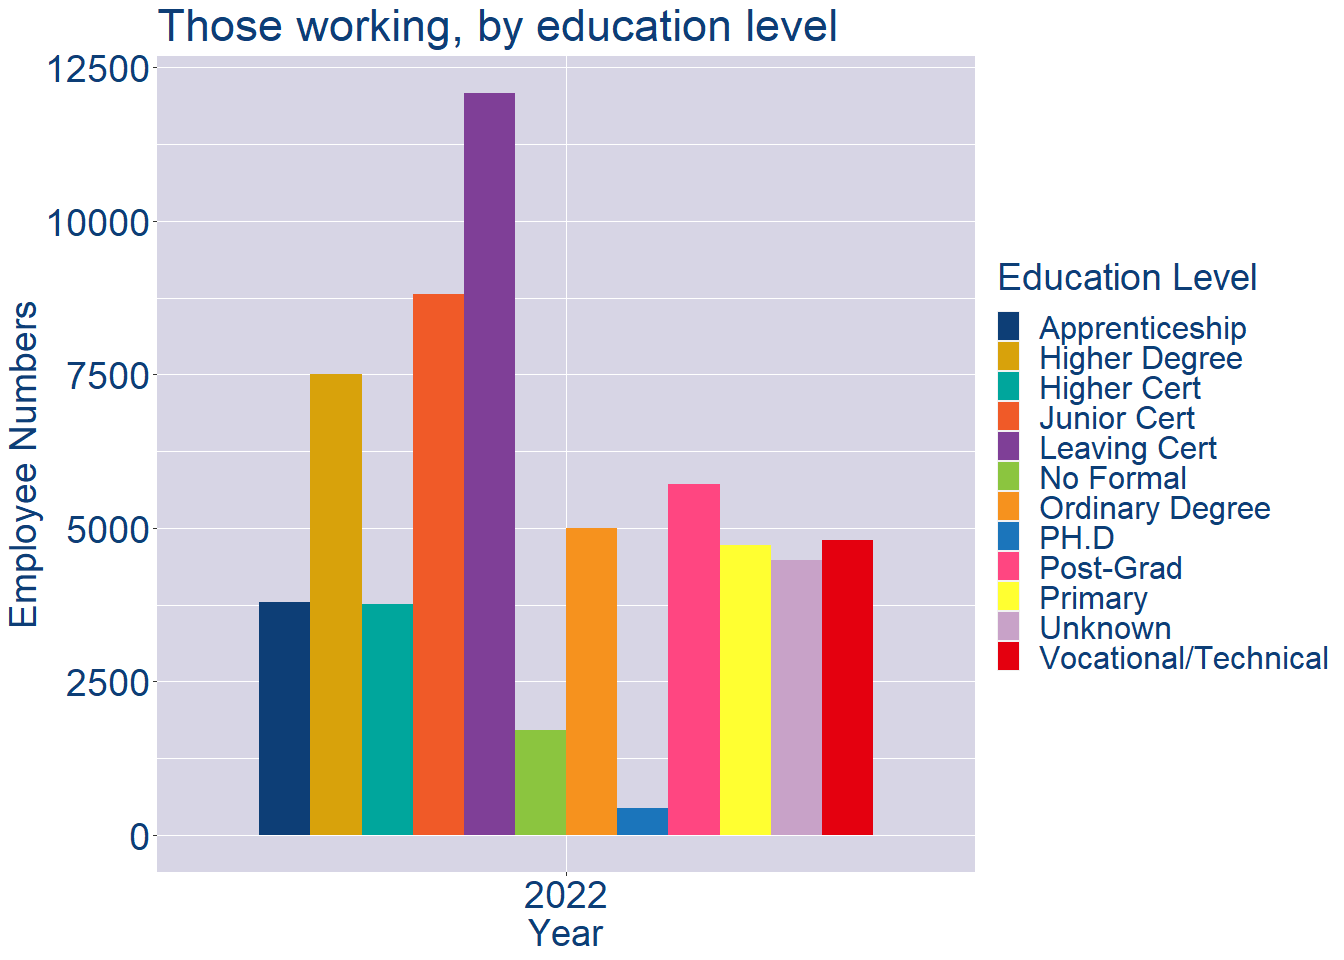 Those working, by education level
12500
10000
7500
5000
2500
0
Employee Numbers
2022
Year
Education Level
Apprenticeship
Higher Degree
Higher Cert
Junior Cert
Leaving Cert
No Formal
Ordinary Degree
PH.D
Post-Grad
Primary
Unknown
Vocational/Technical